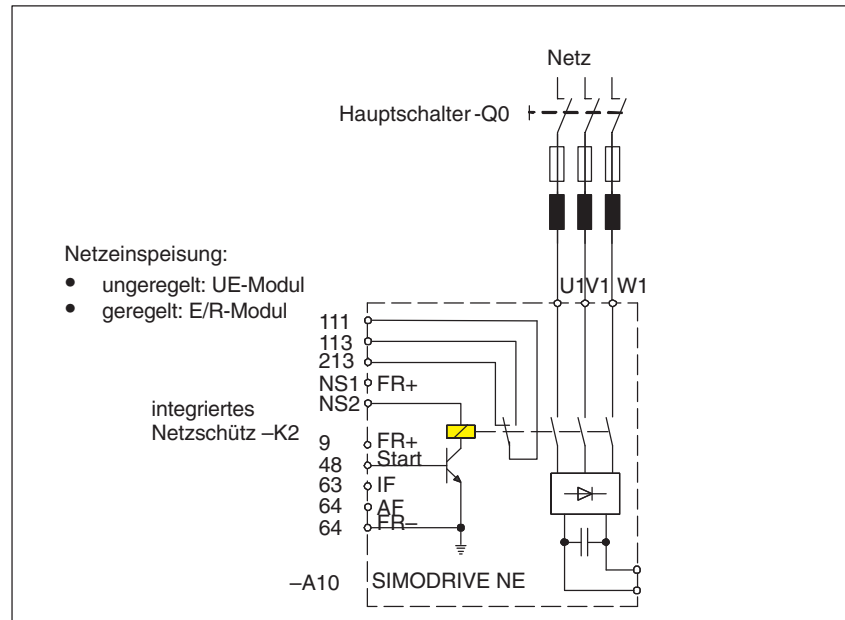 Netz
Hauptschalter -Q0
Netzeinspeisung:
• ungeregelt: UE-Modul
• geregelt: E/R-Modul
U1 V1 W1
111
113
213
NS1 FR+
NS2
integriertes
Netzschütz –K2
9 FR+
48 Start
63 IF
64 AF
64 FR–
–A10 SIMODRIVE NE